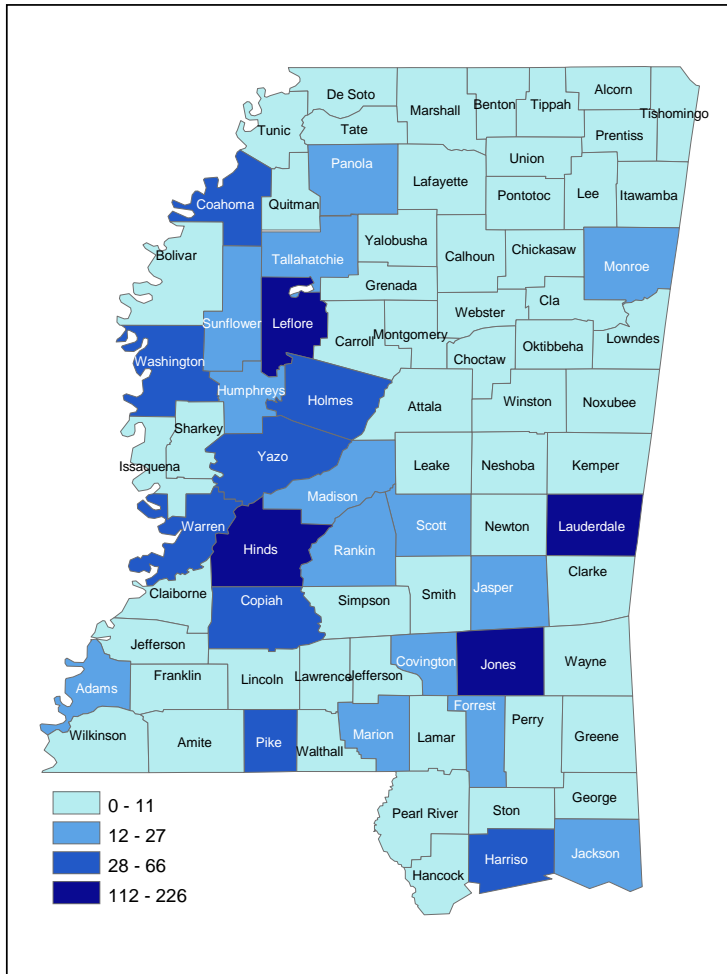 De Soto
Marshall
Benton
Tippah
Alcorn
Tishomingo
Tunic
Tate
Prentiss
Panola
Union
Lafayette
Pontotoc
Lee
Itawamba
Coahoma
Quitman
Bolivar
Tallahatchie
Yalobusha
Calhoun
Chickasaw
Monroe
Grenada
Sunflower
Leflore
Webster
Cla
Carroll
Montgomery
Lowndes
Washington
Choctaw
Oktibbeha
Humphreys
Holmes
Attala
Winston
Noxubee
Sharkey
Issaquena
Yazo
Leake
Neshoba
Kemper
Madison
Warren
Hinds
Rankin
Scott
Newton
Lauderdale
Claiborne
Copiah
Simpson
Smith
Jasper
Clarke
Jefferson
Franklin
Lincoln
Lawrence
Jefferson
Covington
Jones
Wayne
Adams
Wilkinson
Amite
Pike
Walthall
Marion
Lamar
Forrest
Perry
Greene
Pearl River
Ston
George
Hancock
Harriso
Jackson
0 - 11
12 - 27
28 - 66
112 - 226